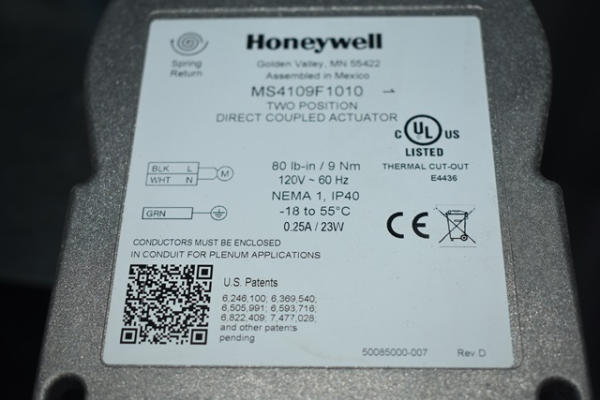 Spring
Return
Honeywell
Golden Valley, MN 55422
Assembled in Mexico
MS4109F1010
TWO POSITION
DIRECT COUPLED ACTUATOR
C UL US
LISTED
THERMAL CUT-OUT
E4436
BLK L
WHT N
M
GRN
80 lb-in / 9 Nm
120V ~ 60 Hz
NEMA 1, IP40
-18 to 55°C
0.25A / 23W
CE
CONDUCTORS MUST BE ENCLOSED
IN CONDUIT FOR PLENUM APPLICATIONS
U.S. Patents
6,246,100; 6,369,540;
6,505,991; 6,593,716;
6,822,409; 7,477,028;
and other patents
pending
50085000-007 Rev.D